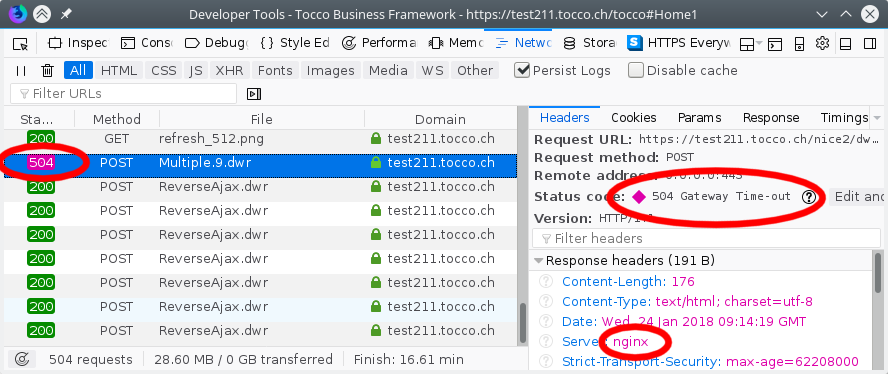 Developer Tools - Tocco Business Framework - https://test211.tocco.ch/tocco#Home1
Inspec Consol Debug Style Ed Performa Memo Netwo Storag HTTPS Everyw
All HTML CSS JS XHR Fonts Images Media WS Other Persist Logs Disable cache
Filter URLs
Sta... Method File Domain
200 GET refresh_512.png test211.tocco.ch
504 POST Multiple.9.dwr test211.tocco.ch
200 POST ReverseAjax.dwr test211.tocco.ch
200 POST ReverseAjax.dwr test211.tocco.ch
200 POST ReverseAjax.dwr test211.tocco.ch
200 POST ReverseAjax.dwr test211.tocco.ch
200 POST ReverseAjax.dwr test211.tocco.ch
200 POST ReverseAjax.dwr test211.tocco.ch
200 POST ReverseAjax.dwr test211.tocco.ch
504 requests 28.60 MB / 0 GB transferred Finish: 16.61 min
Headers Cookies Params Response Timings
Request URL: https://test211.tocco.ch/nice2/dw...
Request method: POST
Remote address: 0.0.0.0:443
Status code: 504 Gateway Time-out Edit and
Version: HTTP/1.1
Filter headers
Response headers (191 B)
Content-Length: 176
Content-Type: text/html; charset=utf-8
Date: Wed, 24 Jan 2018 09:14:19 GMT
Server: nginx
Strict-Transport-Security: max-age=62208000